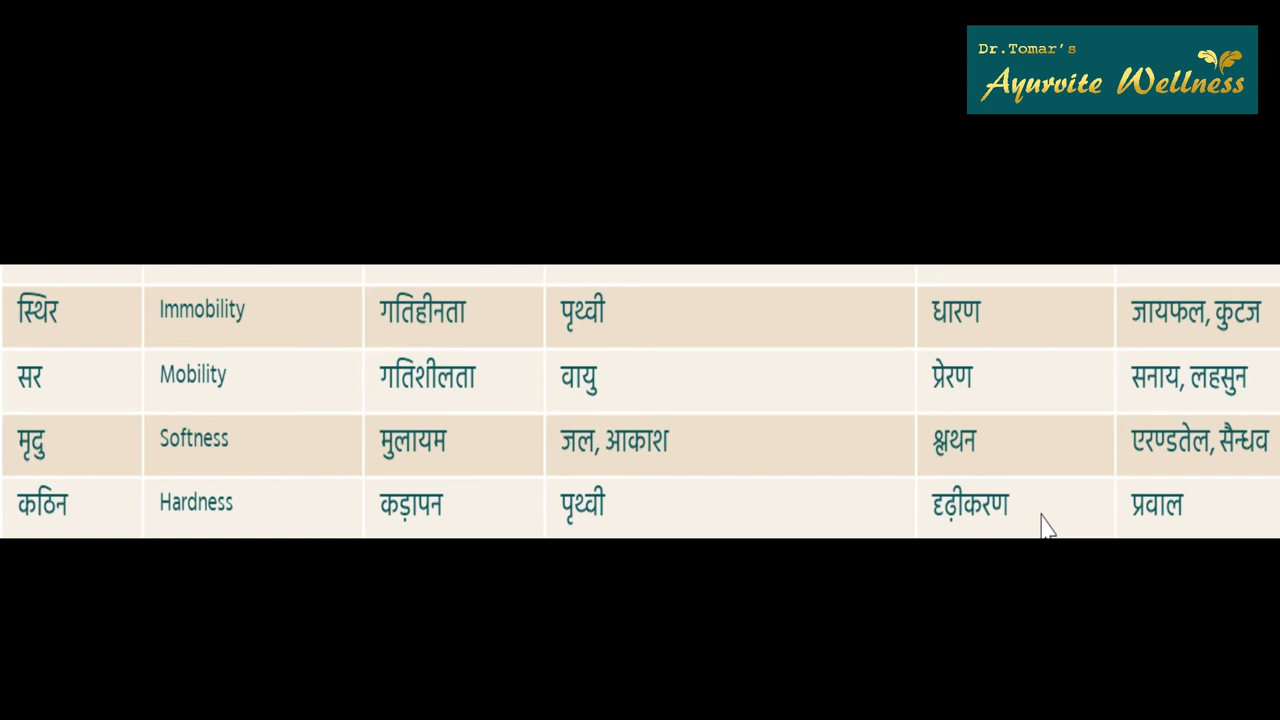 Dr.Tomar's
Ayurvite Wellness
स्थिर Immobility गतिहीनता पृथ्वी धारण जायफल, कुटज
सर Mobility गतिशीलता वायु प्रेरण सनाय, लहसुन
मृदु Softness मुलायम जल, आकाश श्लथन एरण्डतेल, सैन्धव
कठिन Hardness कड़ापन पृथ्वी दृढ़ीकरण प्रवाल